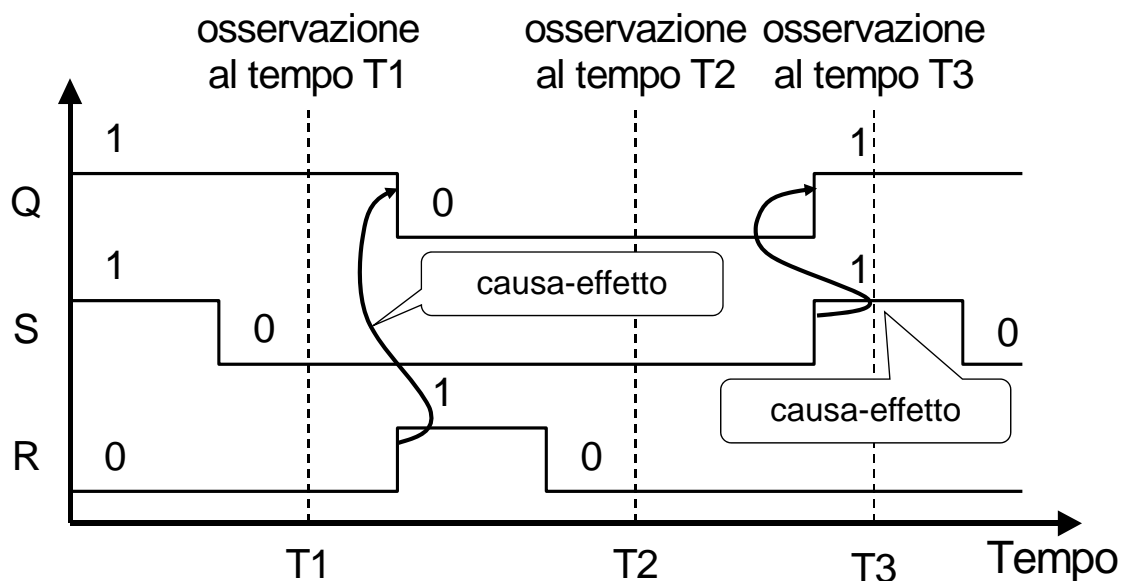 osservazione
al tempo T1
osservazione
al tempo T2
osservazione
al tempo T3
1
1
Q
0
causa-effetto
1
1
S
0
0
causa-effetto
1
R
0
0
T1
T2
T3
Tempo